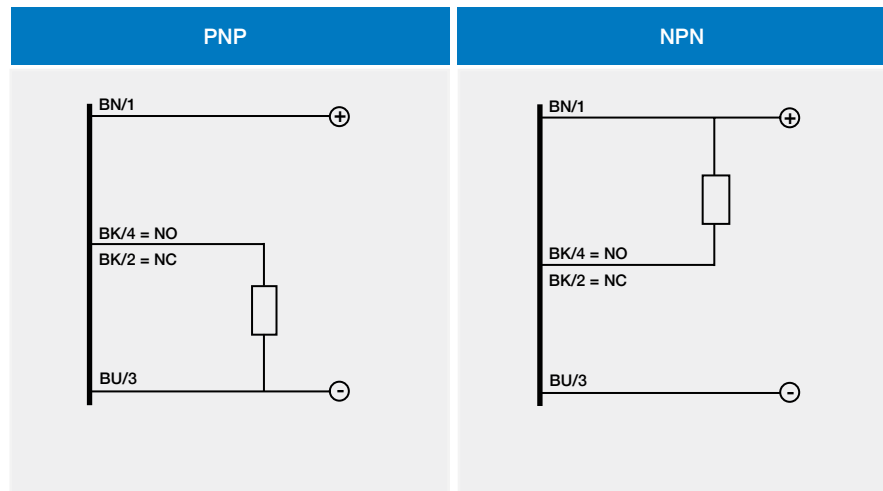 PNP
BN/1
+
BK/4 = NO
BK/2 = NC
BU/3
-
NPN
BN/1
+
BK/4 = NO
BK/2 = NC
BU/3
-